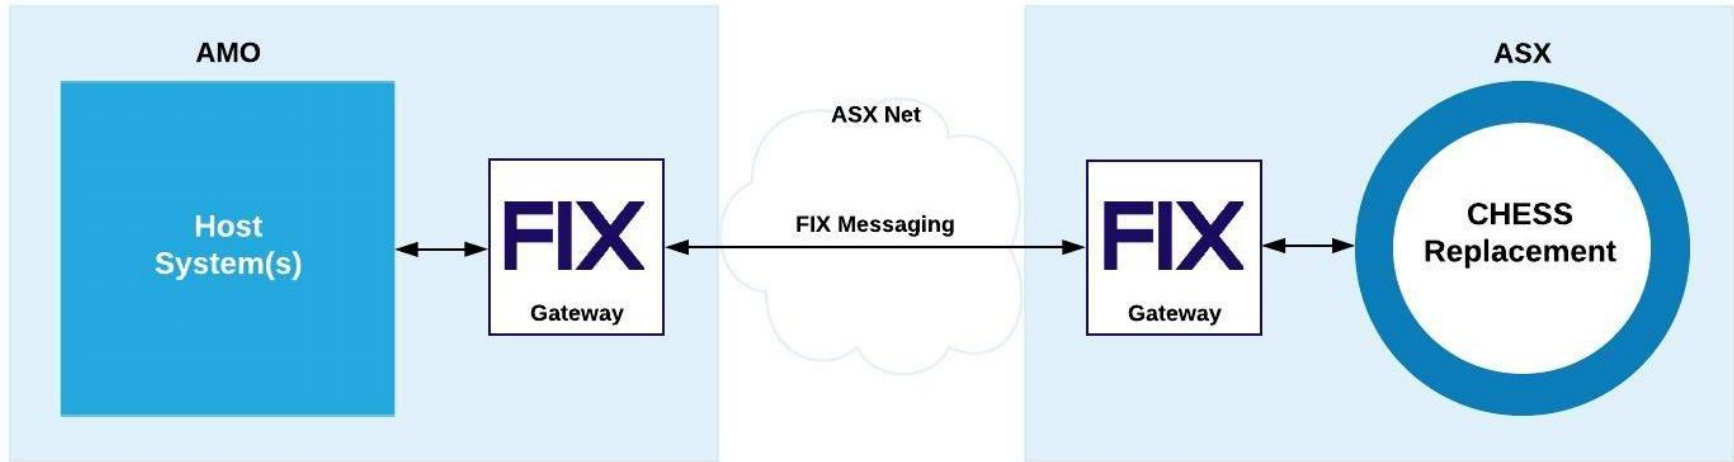 AMO
Host
System(s)
FIX
Gateway
ASX Net
FIX Messaging
FIX
Gateway
ASX
CHESS
Replacement